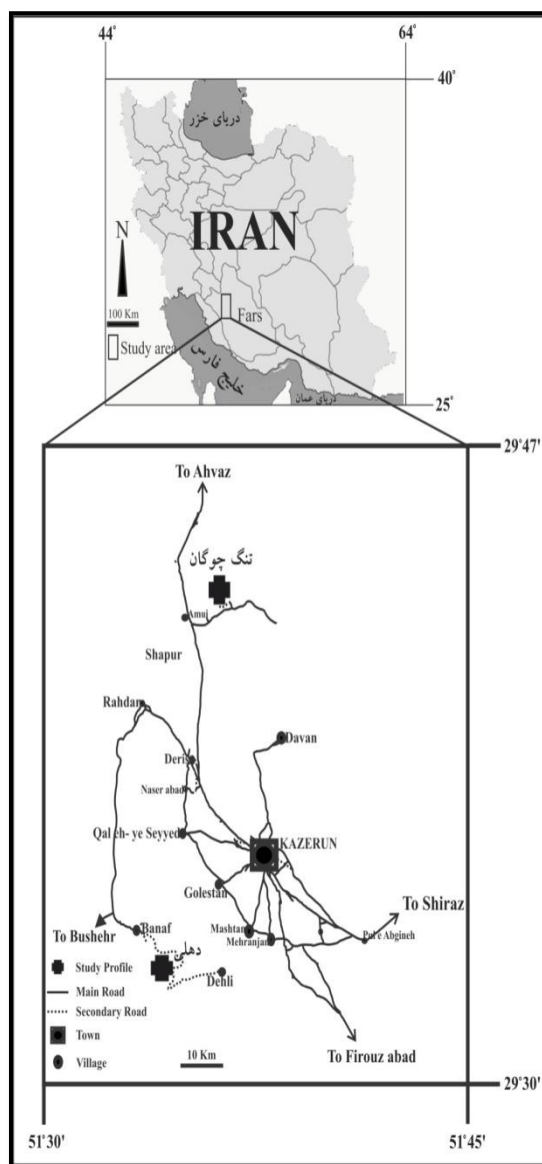 44°
64°
40°
دریای خزر
IRAN
N
100 Km
Study area
Fars
خلیج فارس
دریای عمان
25°
29°47'
To Ahvaz
تنگ چوگان
Amuj
Shapur
Rahdar
Davan
Deris
Naser abad
Qal'eh- ye Seyyed
KAZERUN
Golestan
To Shiraz
Mashtan
Mehranjan
Pol'e Abgineh
To Bushehr
Banaf
دهلی
Dehli
Study Profile
Main Road
Secondary Road
Town
Village
10 Km
To Firouz abad
29°30'
51°30'
51°45'